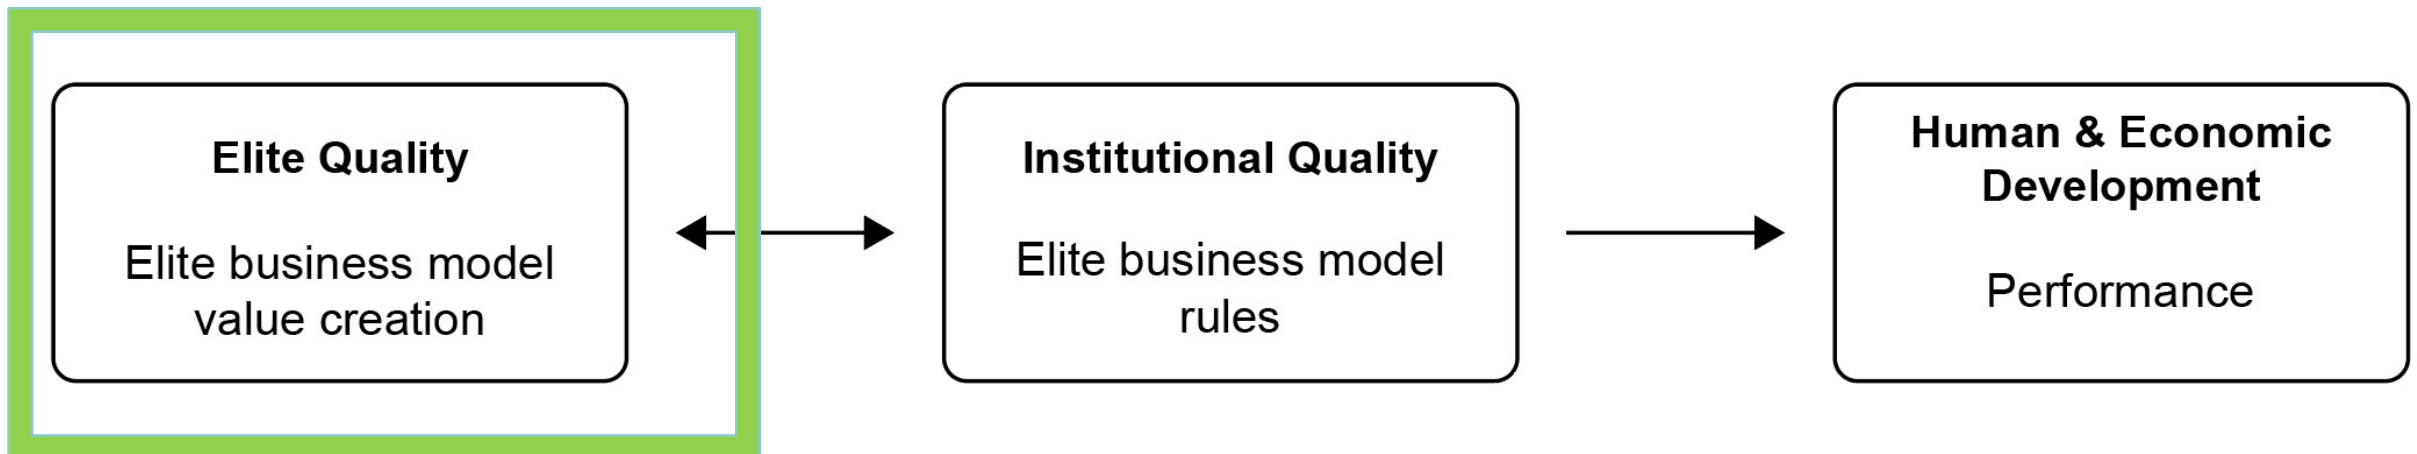 Elite Quality
Elite business model
value creation
Institutional Quality
Elite business model
rules
Human & Economic
Development
Performance